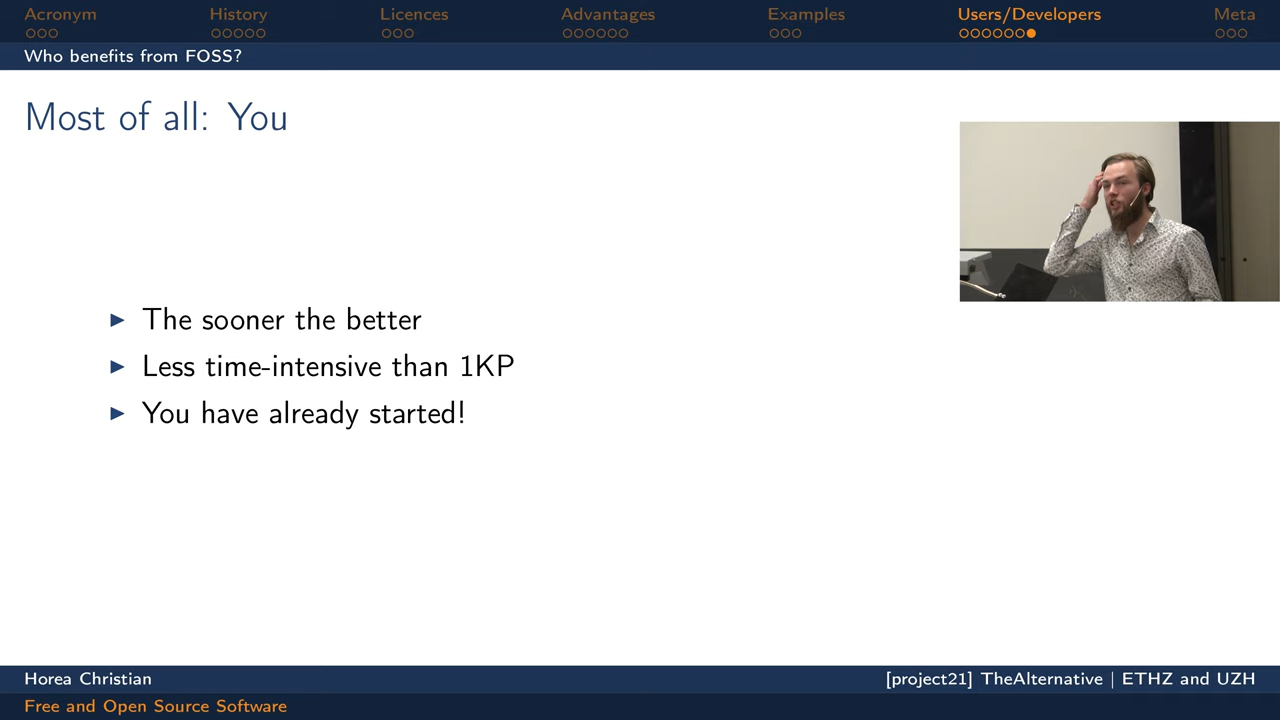 Acronym History Licences Advantages Examples Users/Developers Meta
Who benefits from FOSS?
Most of all: You
The sooner the better
Less time-intensive than 1KP
You have already started!
Horea Christian [project21] TheAlternative | ETHZ and UZH
Free and Open Source Software